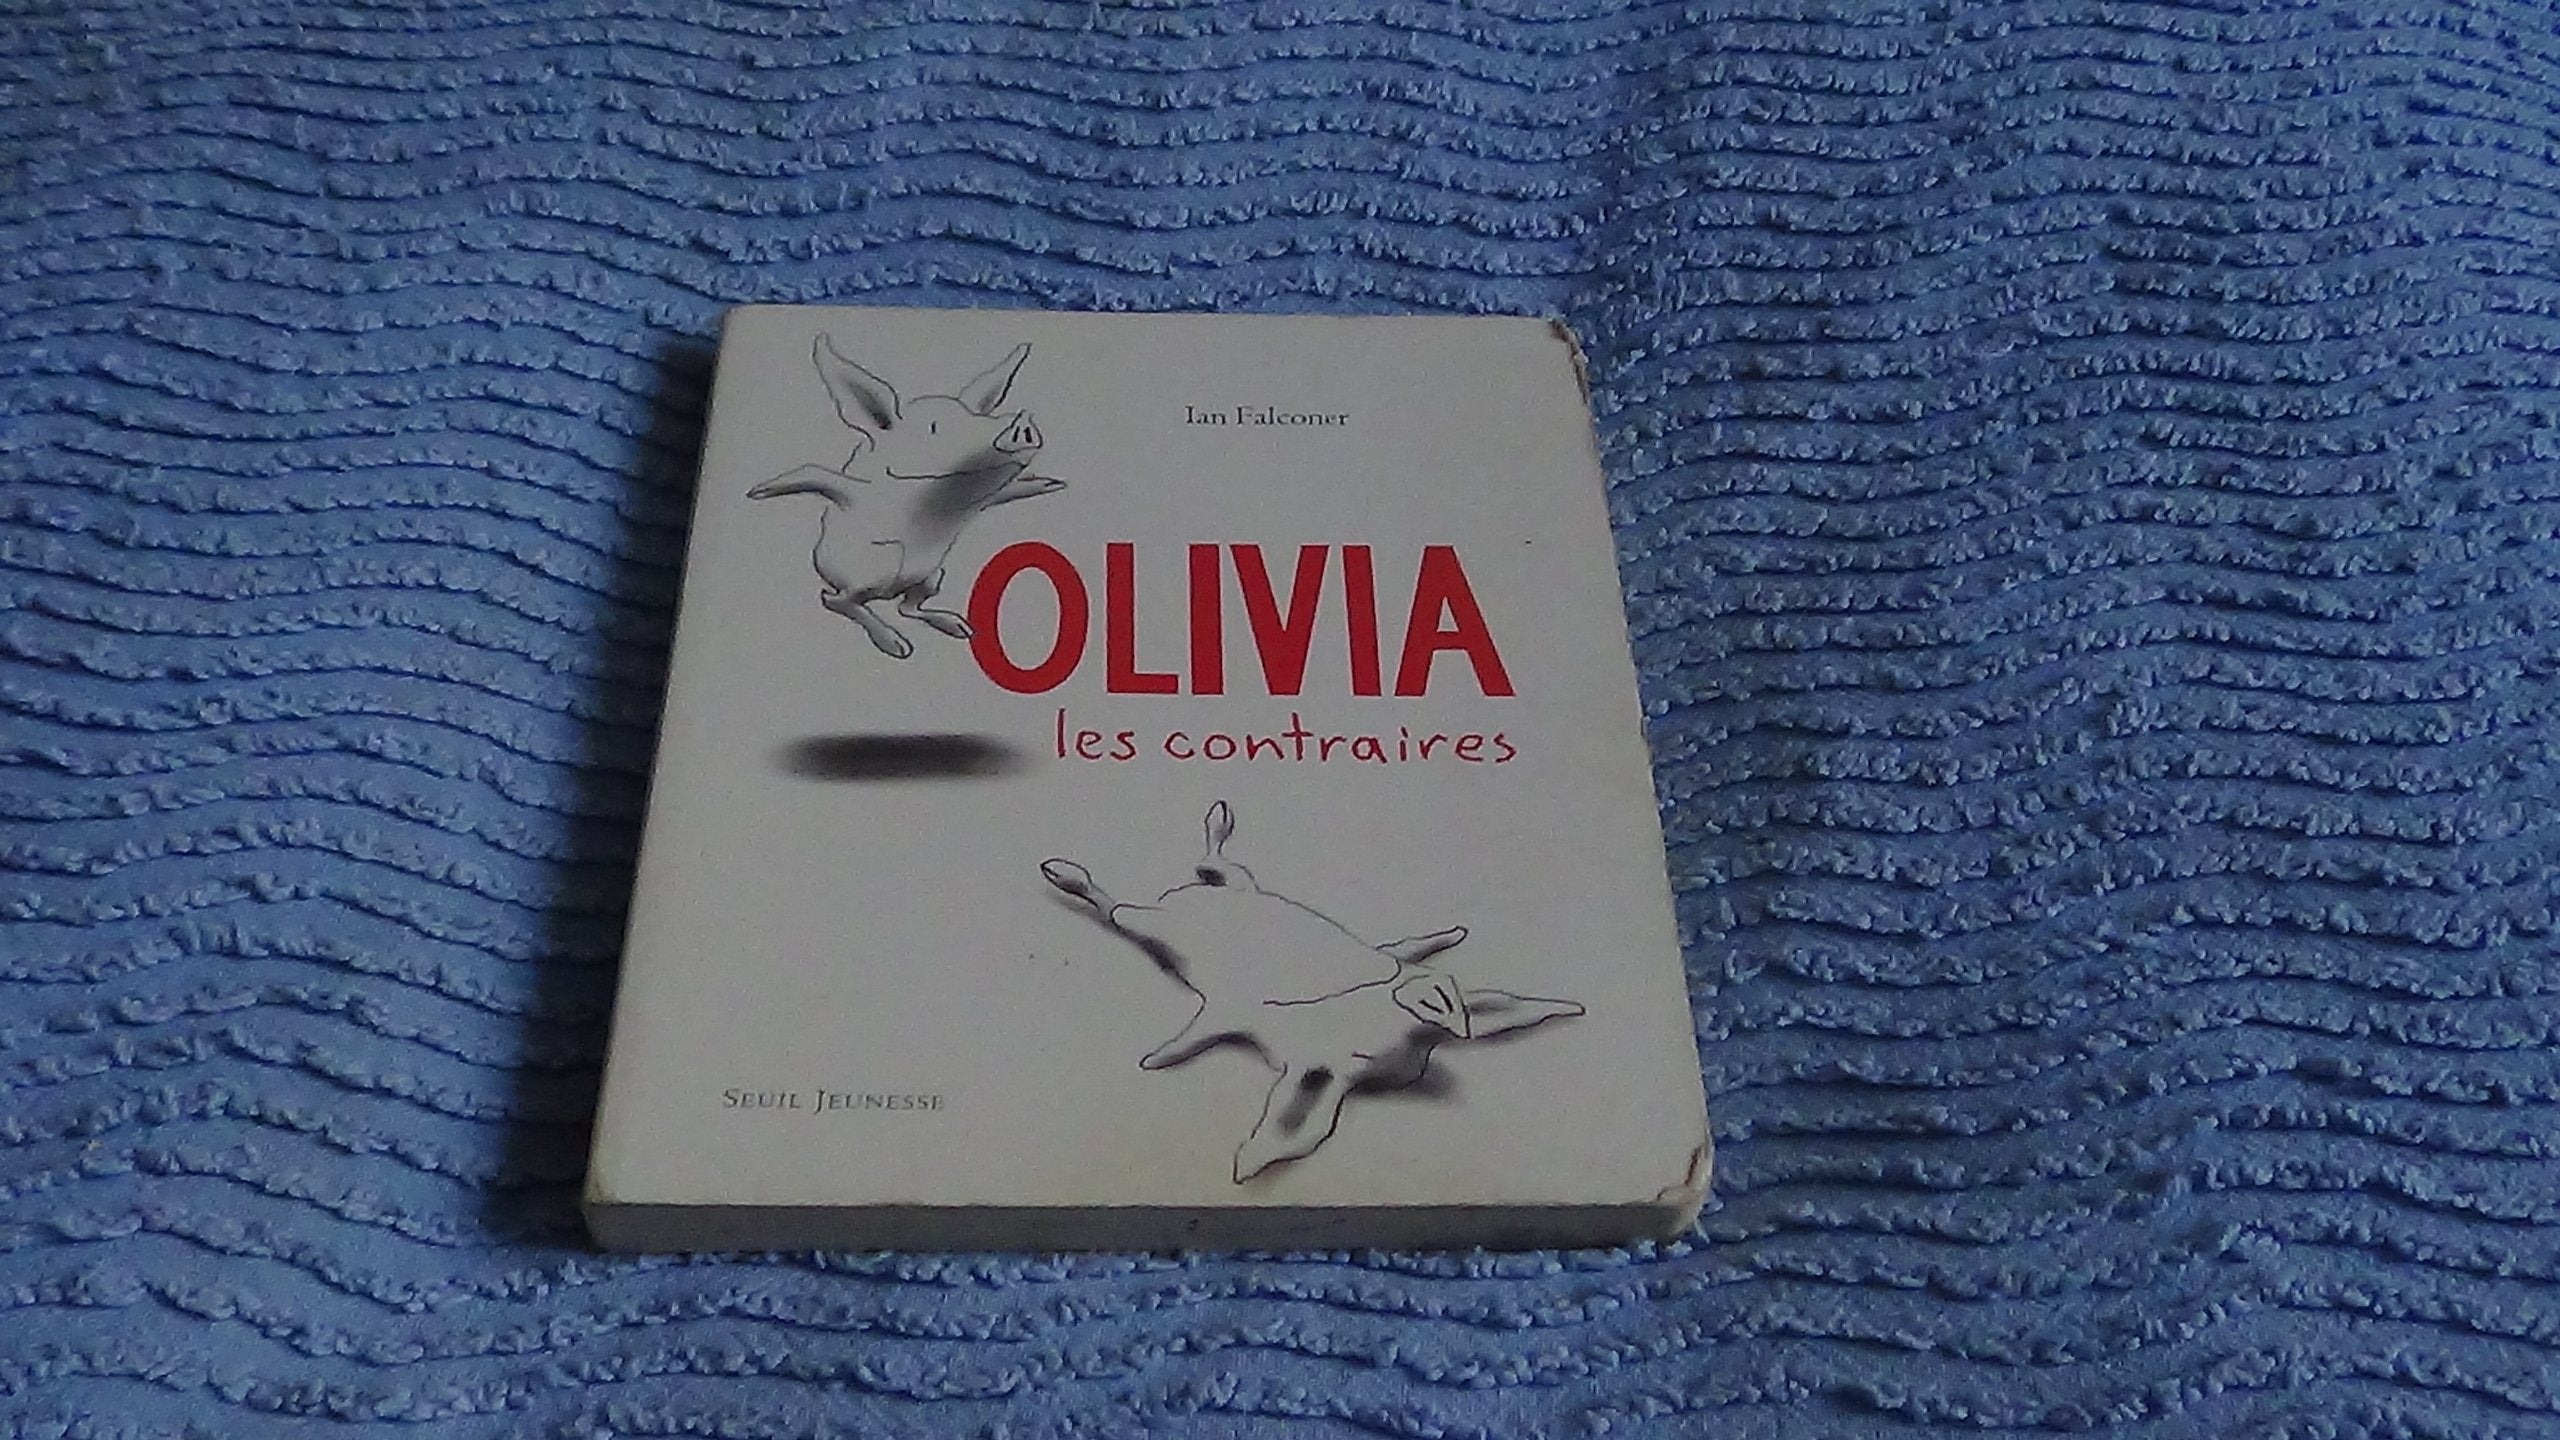 Ian Falconer
OLIVIA
les contraires
SEUIL JEUNESSE